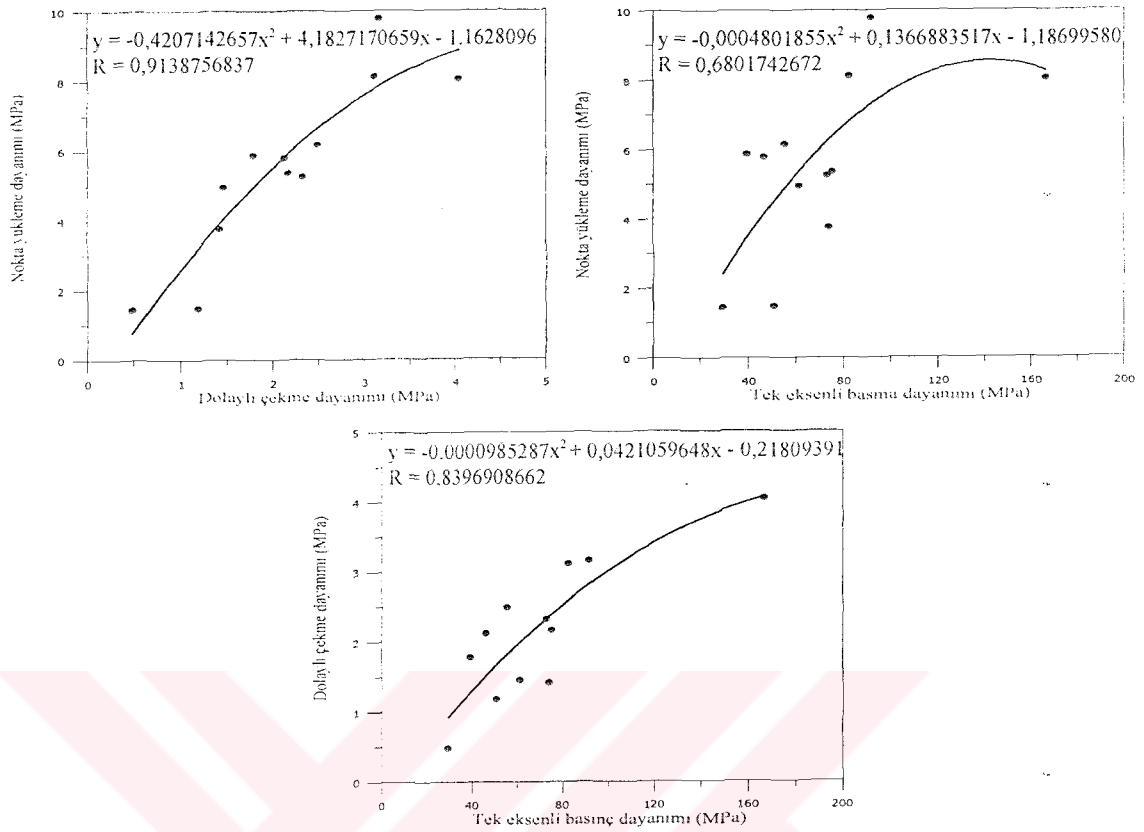 y = -0,4207142657x² + 4,1827170659x - 1,1628096
R = 0,9138756837
10
8
6
4
2
0
Nokta yükleme dayanımı (MPa)
0 1 2 3 4 5
Dolaylı çekme dayanımı (MPa)
y = -0,0004801855x² + 0,1366883517x - 1,18699580
R = 0,6801742672
10
8
6
4
2
0
Nokta yükleme dayanımı (MPa)
0 40 80 120 160 200
Tek eksenli basma dayanımı (MPa)
y = -0.0000985287x² + 0,0421059648x - 0,21809391
R = 0.8396908662
5
4
3
2
1
0
Dolaylı çekme dayanımı (MPa)
0 40 80 120 160 200
Tek eksenli basınç dayanımı (MPa)